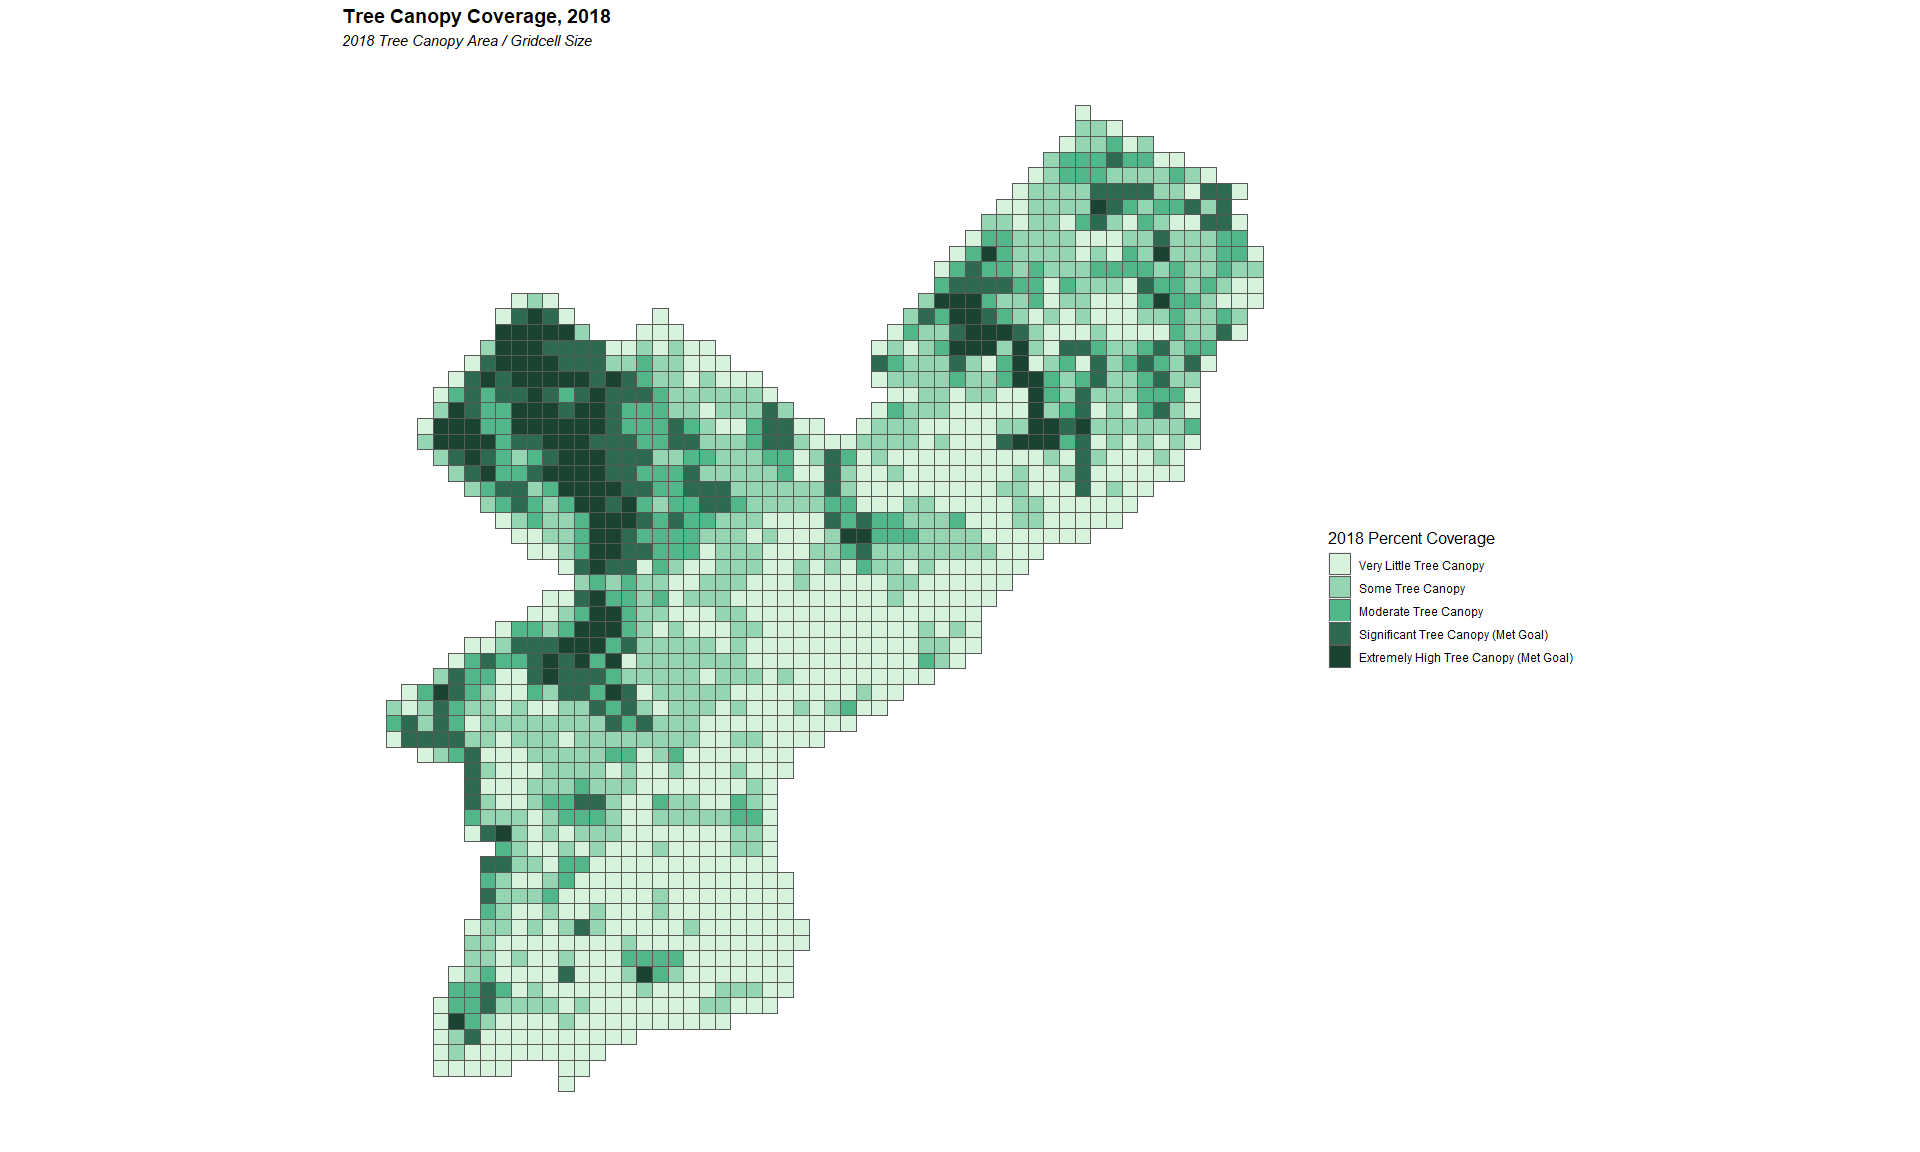 Tree Canopy Coverage, 2018
2018 Tree Canopy Area / Gridcell Size
2018 Percent Coverage
Very Little Tree Canopy
Some Tree Canopy
Moderate Tree Canopy
Significant Tree Canopy (Met Goal)
Extremely High Tree Canopy (Met Goal)